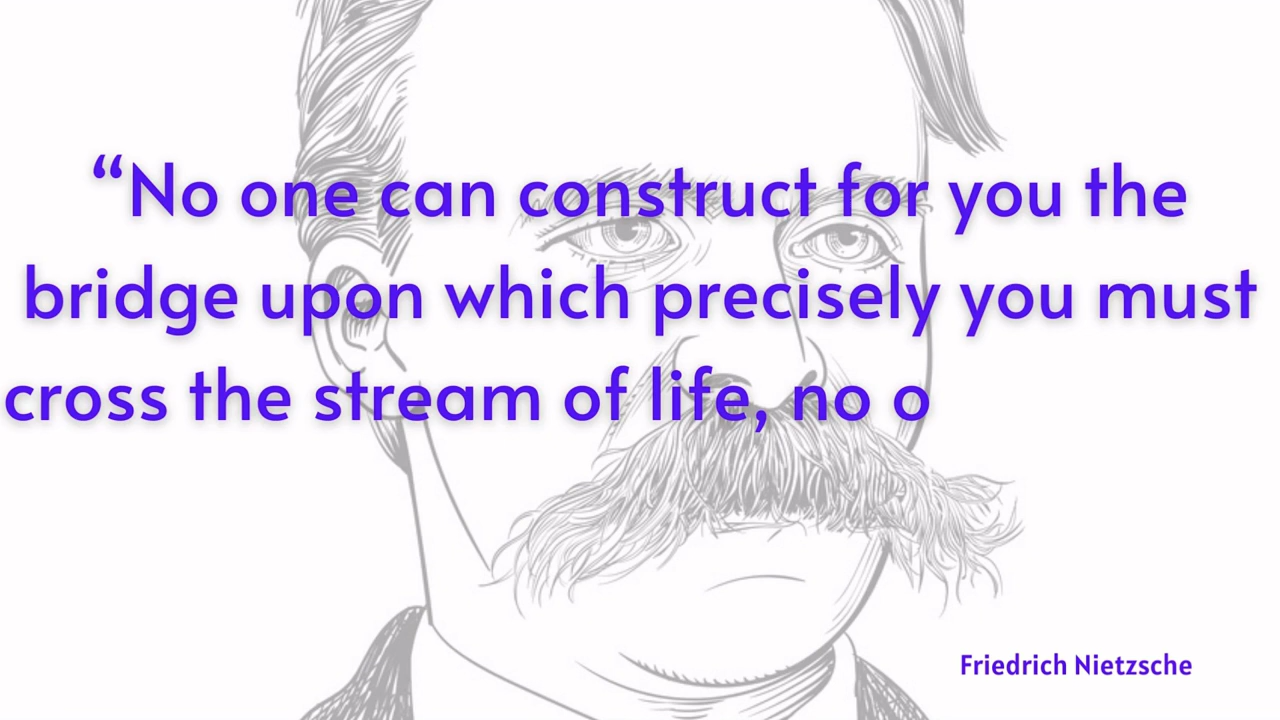 “No one can construct for you the
bridge upon which precisely you must
cross the stream of life, no o
Friedrich Nietzsche